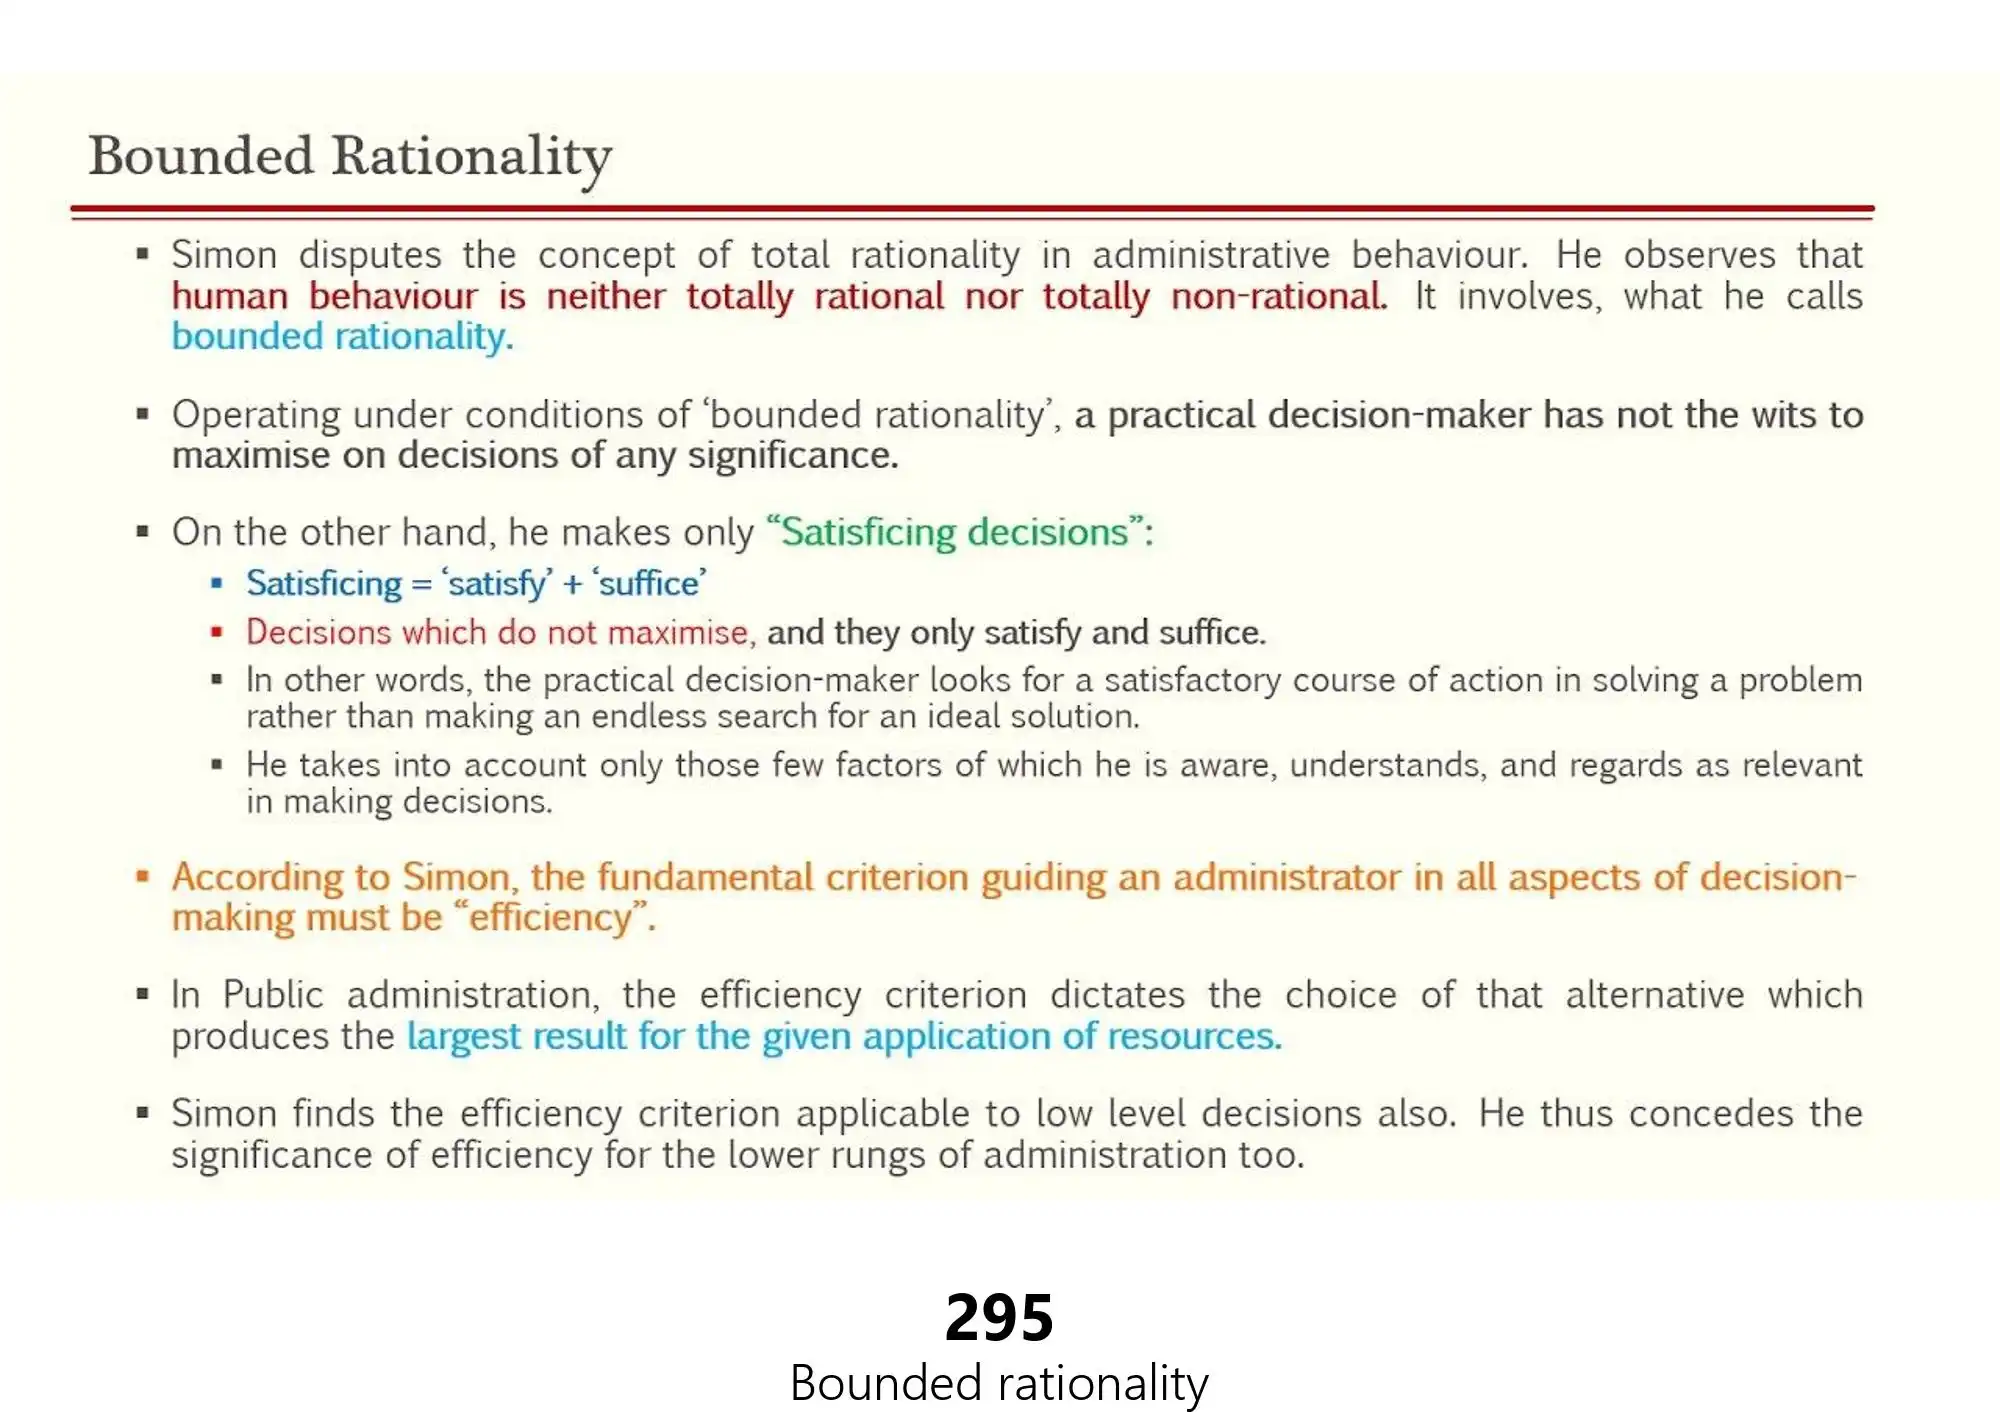 Bounded Rationality
▪ Simon disputes the concept of total rationality in administrative behaviour. He observes that
human behaviour is neither totally rational nor totally non-rational. It involves, what he calls
bounded rationality.
▪ Operating under conditions of ‘bounded rationality’, a practical decision-maker has not the wits to
maximise on decisions of any significance.
▪ On the other hand, he makes only “Satisficing decisions”:
▪ Satisficing = ‘satisfy’ + ‘suffice’
▪ Decisions which do not maximise, and they only satisfy and suffice.
▪ In other words, the practical decision-maker looks for a satisfactory course of action in solving a problem
rather than making an endless search for an ideal solution.
▪ He takes into account only those few factors of which he is aware, understands, and regards as relevant
in making decisions.
▪ According to Simon, the fundamental criterion guiding an administrator in all aspects of decision-
making must be “efficiency”.
▪ In Public administration, the efficiency criterion dictates the choice of that alternative which
produces the largest result for the given application of resources.
▪ Simon finds the efficiency criterion applicable to low level decisions also. He thus concedes the
significance of efficiency for the lower rungs of administration too.
295
Bounded rationality